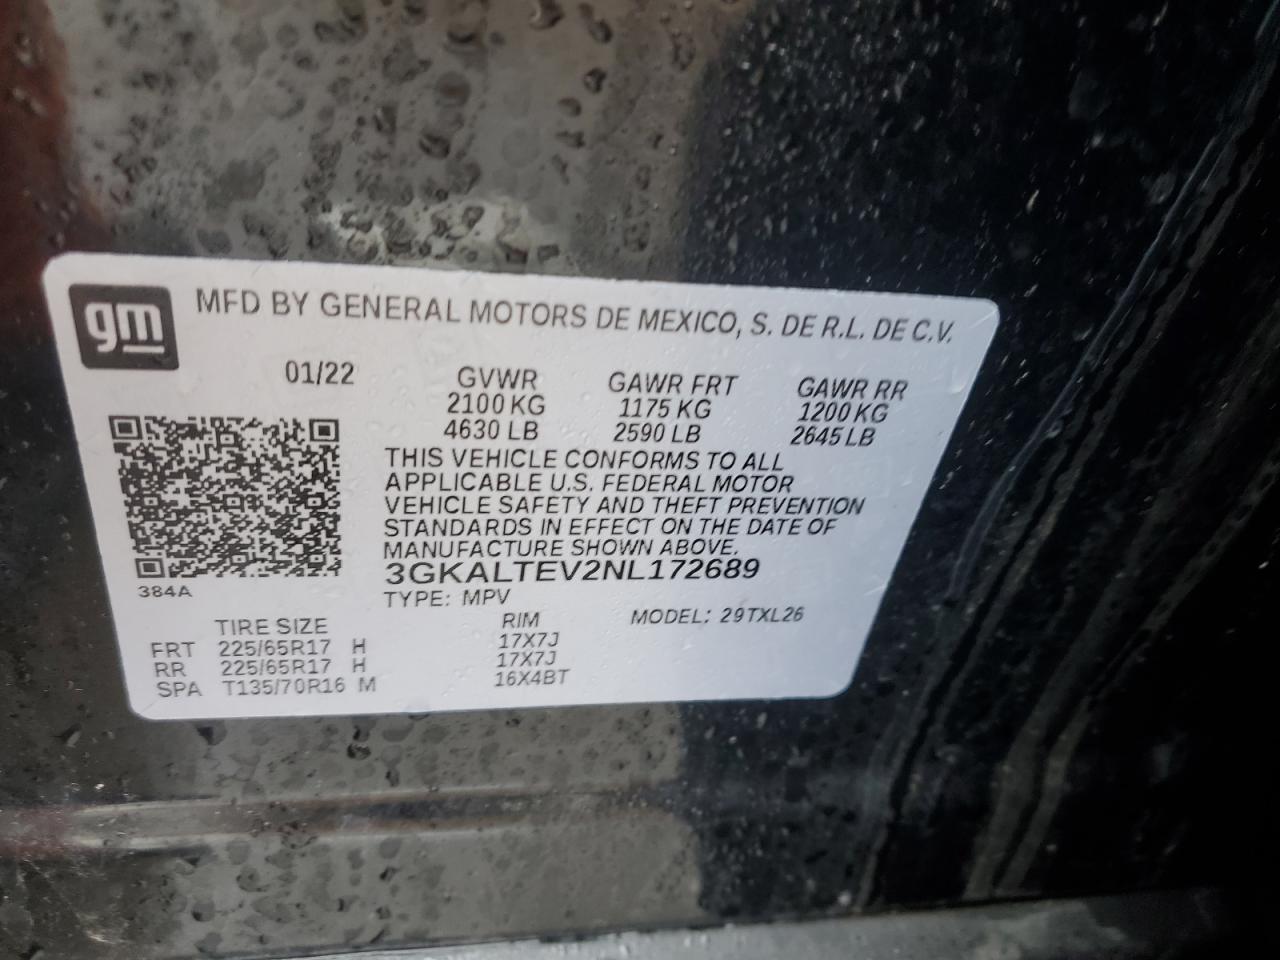 gm
MFD BY GENERAL MOTORS DE MEXICO, S. DE R.L. DE C.V.
01/22 GVWR GAWR FRT GAWR RR
2100 KG 1175 KG 1200 KG
4630 LB 2590 LB 2645 LB
THIS VEHICLE CONFORMS TO ALL
APPLICABLE U.S. FEDERAL MOTOR
VEHICLE SAFETY AND THEFT PREVENTION
STANDARDS IN EFFECT ON THE DATE OF
MANUFACTURE SHOWN ABOVE.
3GKALTEV2NL172689
384A
TYPE: MPV
TIRE SIZE RIM MODEL: 29TXL26
FRT 225/65R17 H 17X7J
RR 225/65R17 H 17X7J
SPA T135/70R16 M 16X4BT